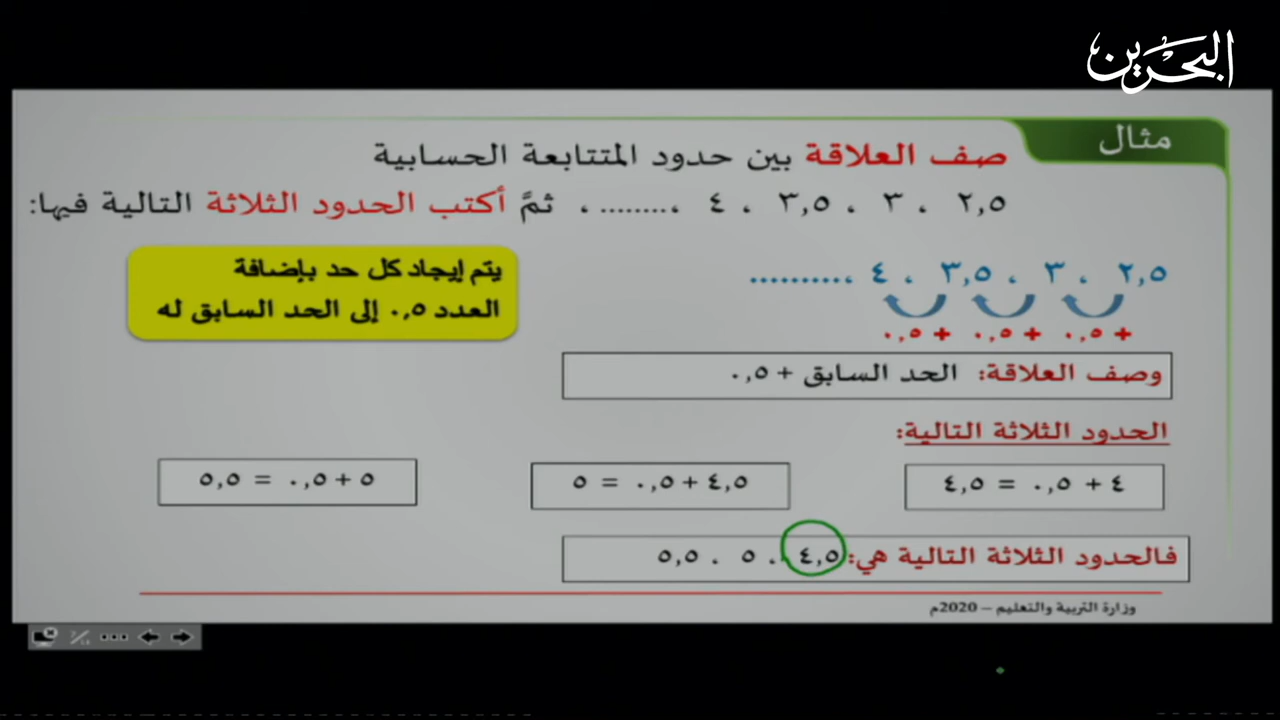 البحرين
مثال
صف العلاقة بين حدود المتتابعة الحسابية
٢,٥ ، ٣ ، ٣,٥ ، ٤ ، ........ ، ثمَّ أكتب الحدود الثلاثة التالية فيها:
٢,٥ ، ٣ ، ٣,٥ ، ٤ ، ..........
+ ٠,٥ + ٠,٥ + ٠,٥
يتم إيجاد كل حد بإضافة
العدد ٠,٥ إلى الحد السابق له
وصف العلاقة: الحد السابق + ٠,٥
الحدود الثلاثة التالية:
٤ + ٠,٥ = ٤,٥
٤,٥ + ٠,٥ = ٥
٥ + ٠,٥ = ٥,٥
فالحدود الثلاثة التالية هي: ٤,٥ ، ٥ ، ٥,٥
وزارة التربية والتعليم – 2020م